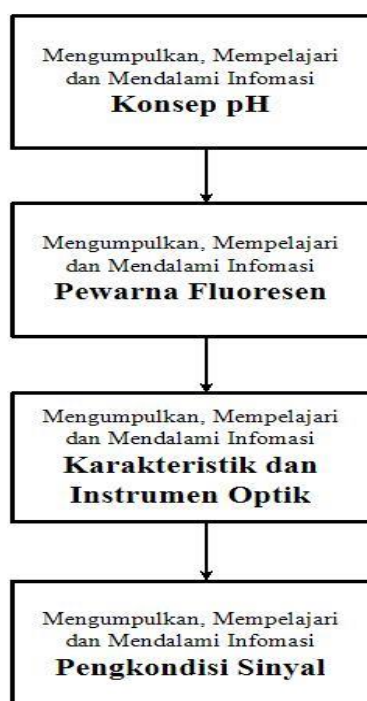 Mengumpulkan, Mempelajari
dan Mendalami Infomasi
Konsep pH
Mengumpulkan, Mempelajari
dan Mendalami Infomasi
Pewarna Fluoresen
Mengumpulkan, Mempelajari
dan Mendalami Infomasi
Karakteristik dan
Instrumen Optik
Mengumpulkan, Mempelajari
dan Mendalami Infomasi
Pengkondisi Sinyal